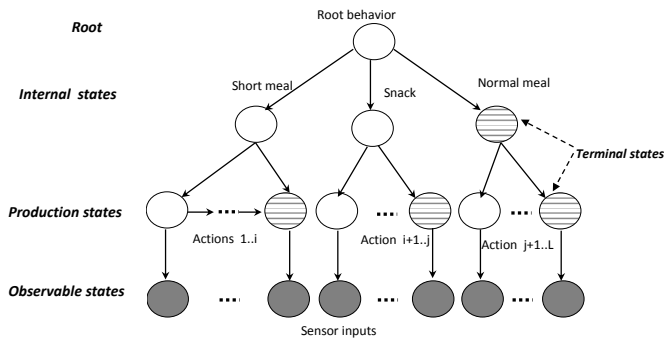 Root
Root behavior
Internal states
Short meal
Snack
Normal meal
Terminal states
Production states
Actions 1..i
Action i+1..j
Action j+1..L
Observable states
Sensor inputs